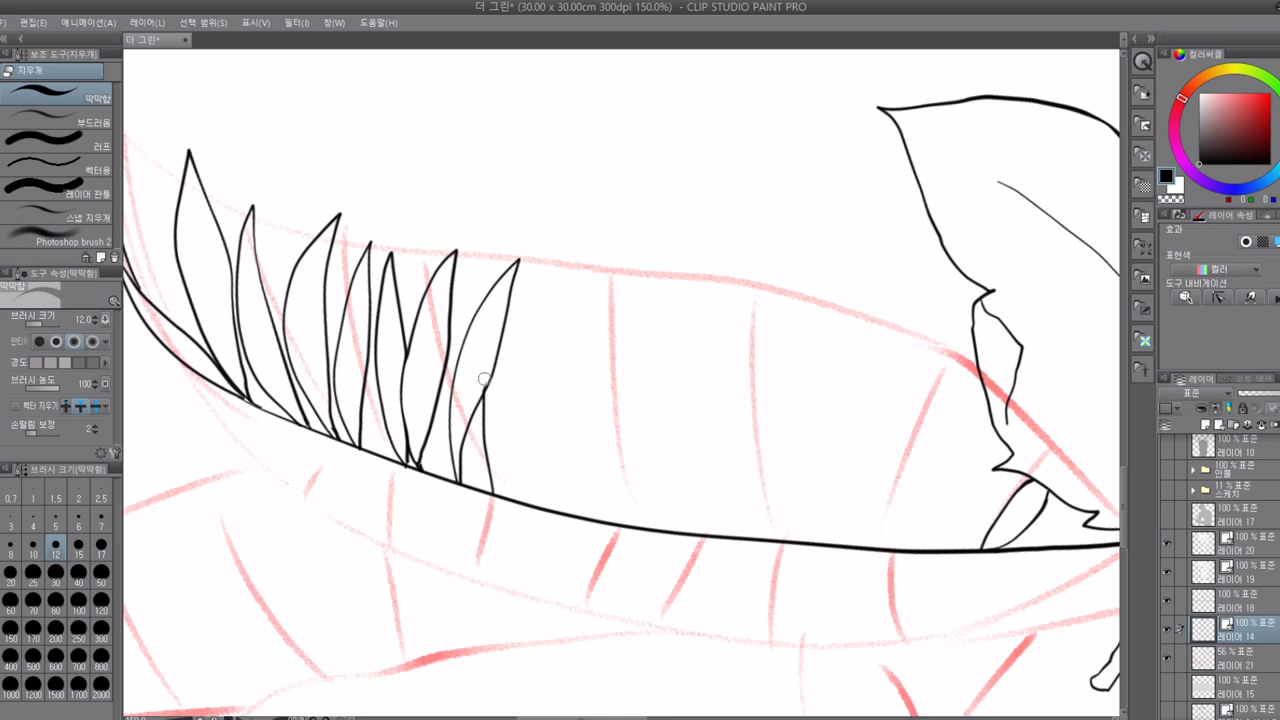 더 그린* (30.00 x 30.00cm 300dpi 150.0%) - CLIP STUDIO PAINT PRO
편집(E) 애니메이션(A) 레이어(L) 선택 범위(S) 표시(V) 필터(I) 창(W) 도움말(H)
더 그린*
보조 도구(지우개)
지우개
딱딱함
부드러움
러프
벡터용
레이어 관통
스냅 지우개
Photoshop brush 2
도구 속성(딱딱함)
딱딱함
브러시 크기 12.0
경도
브러시 농도 100
벡터 지우기
손떨림 보정 2
브러시 크기(딱딱함)
0.7 1 1.5 2 2.5
3 4 5 6 7
8 10 12 15 17
20 25 30 40 50
60 70 80 100 120
150 170 200 250 300
400 500 600 700 800
1000 1200 1500 1700 2000
컬러써클
0 0 0
레이어 속성
효과
표현색
컬러
도구 내비게이션
레이어
표준
100 % 표준
레이어 10
100 % 표준
인물
11 % 표준
스케치
100 % 표준
레이어 17
100 % 표준
레이어 20
100 % 표준
레이어 19
100 % 표준
레이어 18
100 % 표준
레이어 14
56 % 표준
레이어 21
100 % 표준
레이어 15
100 % 표준